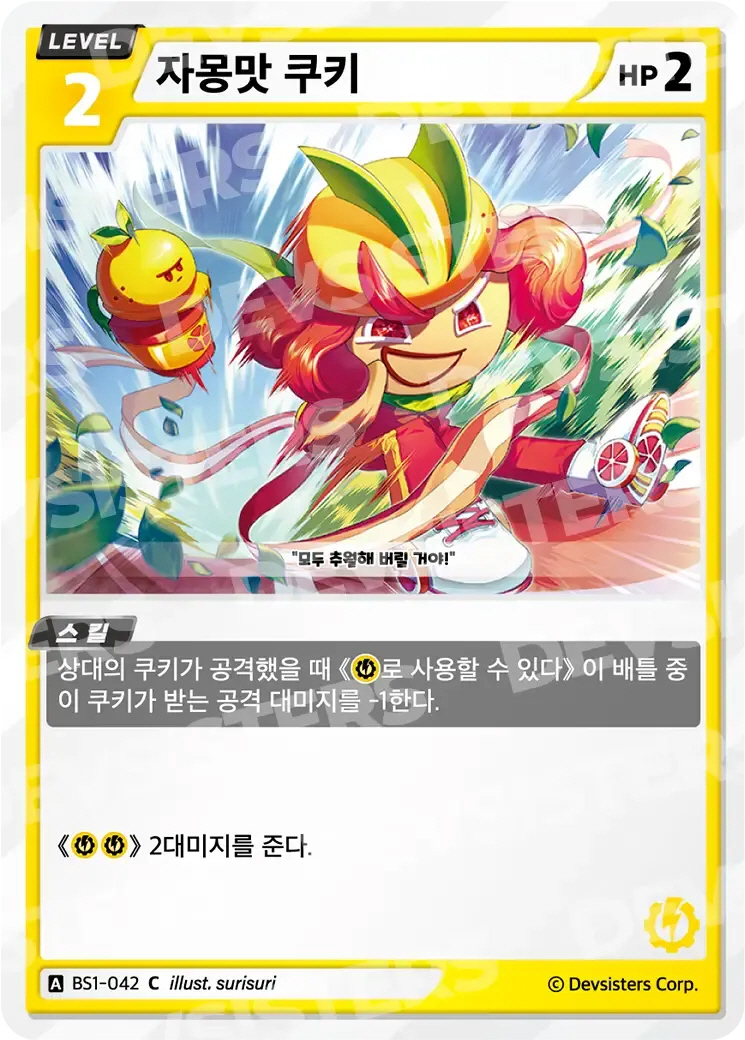 LEVEL
2
자몽맛 쿠키
HP 2
"모두 추월해 버릴 거야!"
스킬
상대의 쿠키가 공격했을 때 《로 사용할 수 있다》 이 배틀 중
이 쿠키가 받는 공격 대미지를 -1한다.
《》 2대미지를 준다.
A BS1-042 C illust. surisuri
© Devsisters Corp.
DEVSISTERS